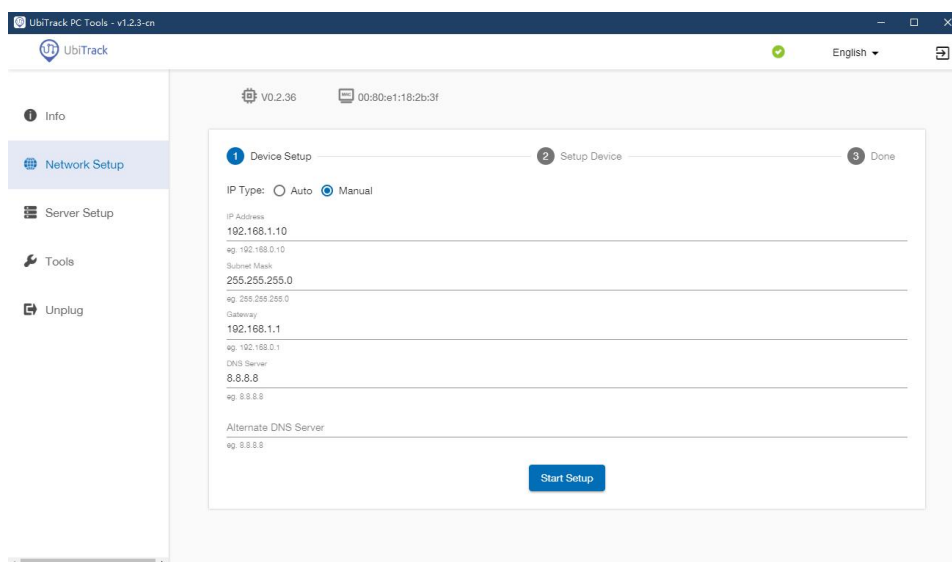 UbiTrack PC Tools - v1.2.3-cn
UbiTrack
English
V0.2.36
00:80:e1:18:2b:3f
Info
Network Setup
Server Setup
Tools
Unplug
1 Device Setup
2 Setup Device
3 Done
IP Type: Auto Manual
IP Address
192.168.1.10
eg. 192.168.0.10
Subnet Mask
255.255.255.0
eg. 255.255.255.0
Gateway
192.168.1.1
eg. 192.168.0.1
DNS Server
8.8.8.8
eg. 8.8.8.8
Alternate DNS Server
eg. 8.8.8.8
Start Setup